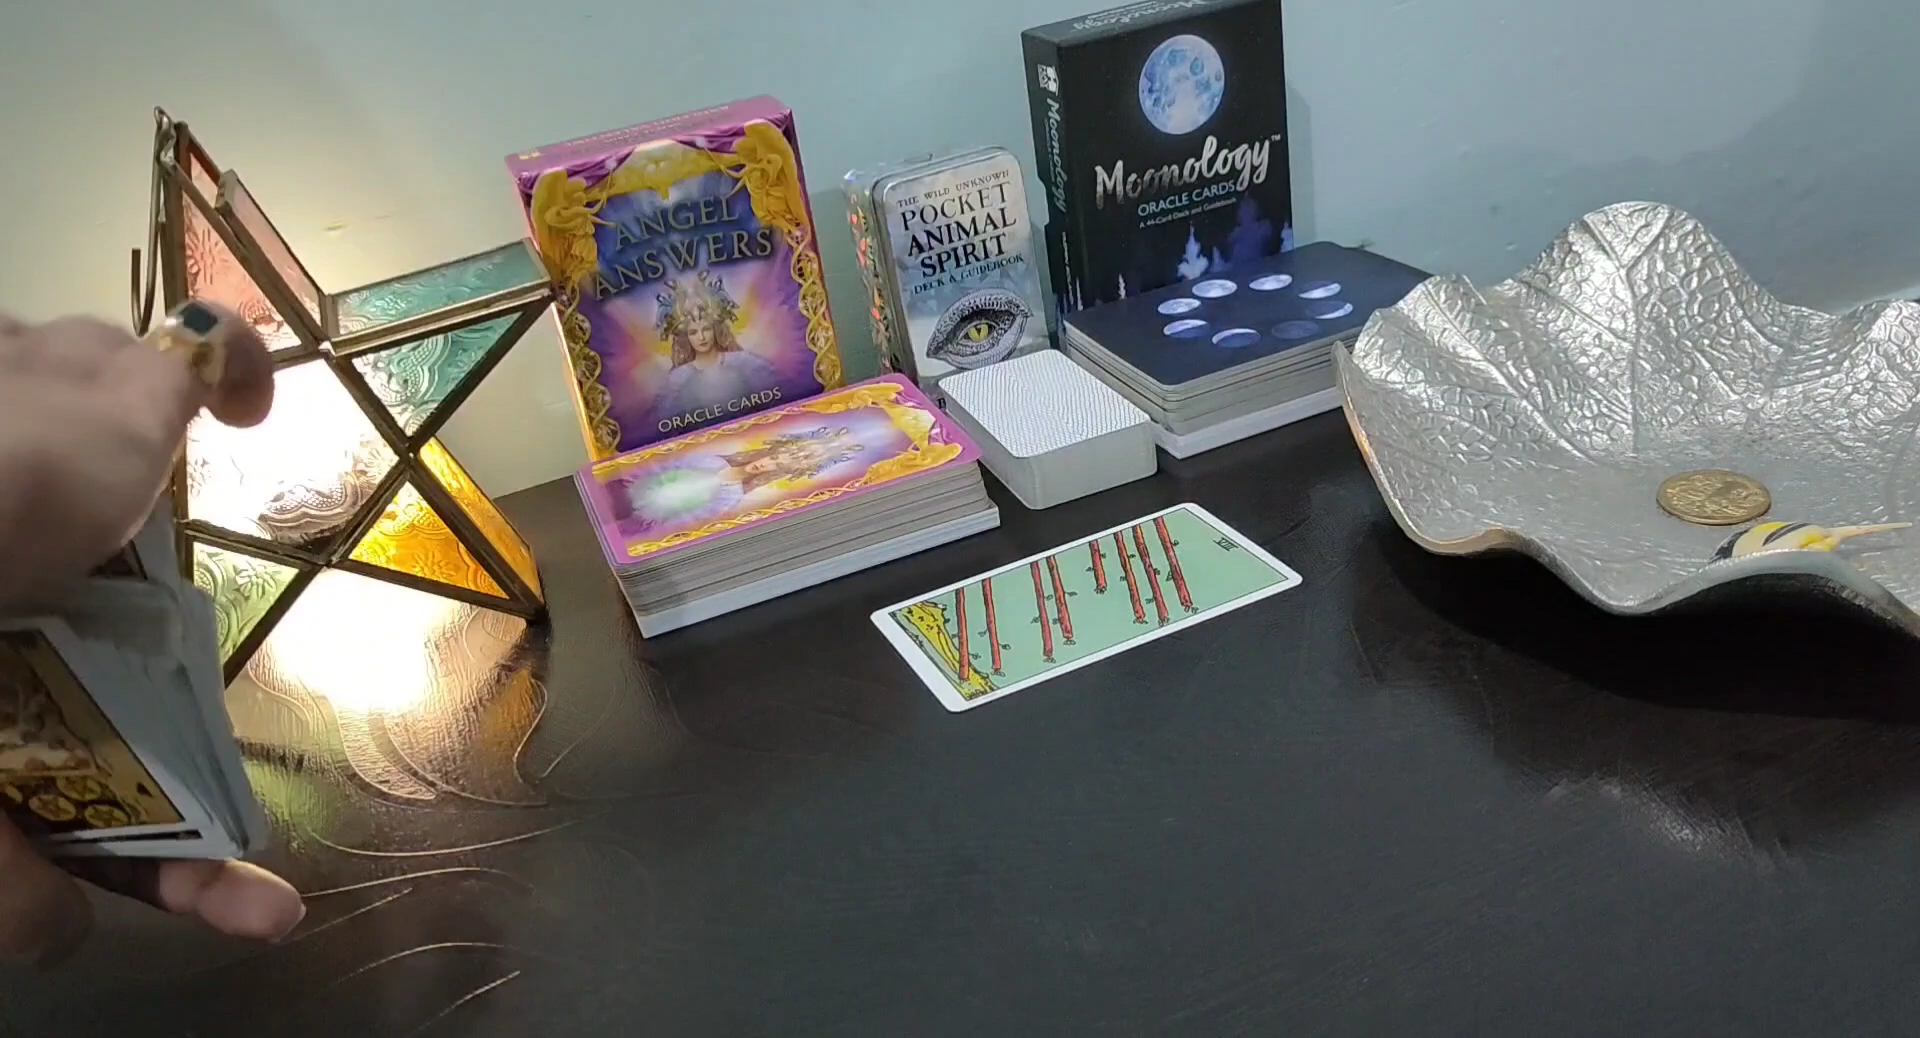 ANGEL
ANSWERS
ORACLE CARDS
THE WILD UNKNOWN
POCKET
ANIMAL
SPIRIT
DECK & GUIDEBOOK
Moonology
Moonology™
ORACLE CARDS
A 44-Card Deck and Guidebook
Moonology
VIII